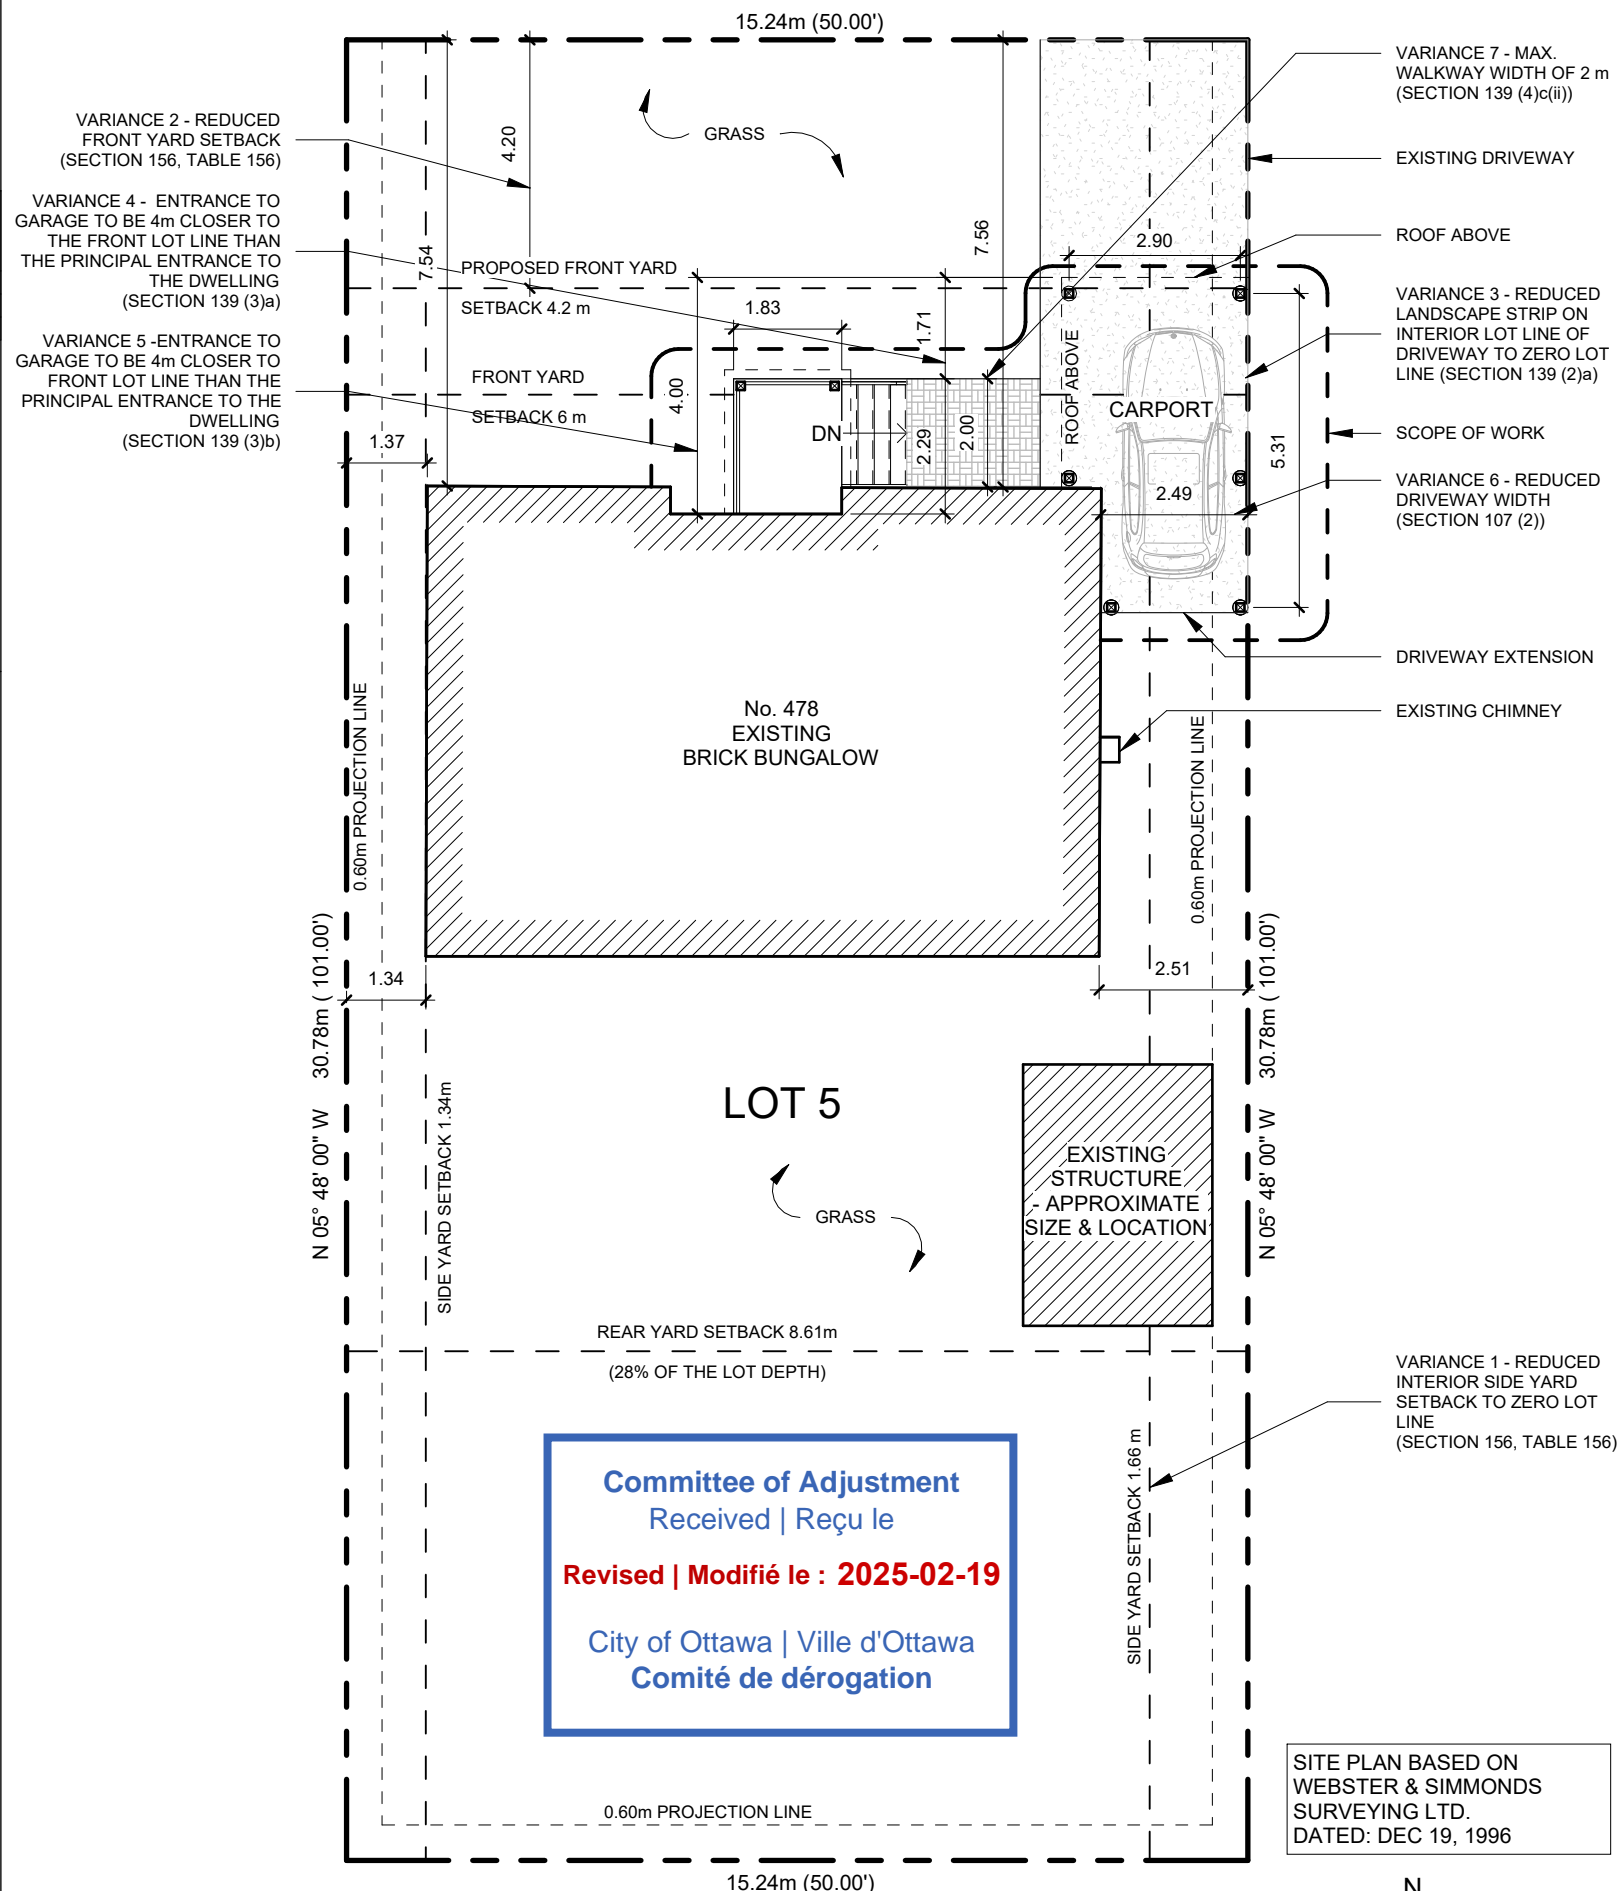 15.24m (50.00')
VARIANCE 2 - REDUCED
FRONT YARD SETBACK
(SECTION 156, TABLE 156)
VARIANCE 4 - ENTRANCE TO
GARAGE TO BE 4m CLOSER TO
THE FRONT LOT LINE THAN
THE PRINCIPAL ENTRANCE TO
THE DWELLING
(SECTION 139 (3)a)
VARIANCE 5 -ENTRANCE TO
GARAGE TO BE 4m CLOSER TO
FRONT LOT LINE THAN THE
PRINCIPAL ENTRANCE TO THE
DWELLING
(SECTION 139 (3)b)
VARIANCE 7 - MAX.
WALKWAY WIDTH OF 2 m
(SECTION 139 (4)c(ii))
EXISTING DRIVEWAY
ROOF ABOVE
VARIANCE 3 - REDUCED
LANDSCAPE STRIP ON
INTERIOR LOT LINE OF
DRIVEWAY TO ZERO LOT
LINE (SECTION 139 (2)a)
SCOPE OF WORK
VARIANCE 6 - REDUCED
DRIVEWAY WIDTH
(SECTION 107 (2))
DRIVEWAY EXTENSION
EXISTING CHIMNEY
GRASS
4.20
7.54
7.56
2.90
PROPOSED FRONT YARD
SETBACK 4.2 m
1.83
1.71
FRONT YARD
SETBACK 6 m
4.00
DN
2.29
2.00
ROOF ABOVE
CARPORT
5.31
2.49
1.37
No. 478
EXISTING
BRICK BUNGALOW
0.60m PROJECTION LINE
0.60m PROJECTION LINE
1.34
2.51
N 05° 48' 00" W 30.78m ( 101.00')
N 05° 48' 00" W 30.78m ( 101.00')
SIDE YARD SETBACK 1.34m
LOT 5
GRASS
EXISTING
STRUCTURE
- APPROXIMATE
SIZE & LOCATION
REAR YARD SETBACK 8.61m
(28% OF THE LOT DEPTH)
VARIANCE 1 - REDUCED
INTERIOR SIDE YARD
SETBACK TO ZERO LOT
LINE
(SECTION 156, TABLE 156)
SIDE YARD SETBACK 1.66 m
Committee of Adjustment
Received | Reçu le
Revised | Modifié le : 2025-02-19
City of Ottawa | Ville d'Ottawa
Comité de dérogation
0.60m PROJECTION LINE
SITE PLAN BASED ON
WEBSTER & SIMMONDS
SURVEYING LTD.
DATED: DEC 19, 1996
15.24m (50.00')
N